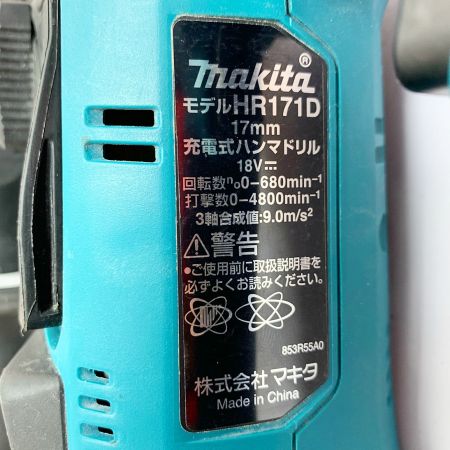 makita®
モデルHR171D
17mm
充電式ハンマドリル
18V⎓
回転数n₀0-680min⁻¹
打撃数0-4800min⁻¹
3軸合成値:9.0m/s²
⚠警告
•ご使用前に取扱説明書を
必ずよくお読みください。
853R55A0
株式会社マキタ
Made in China